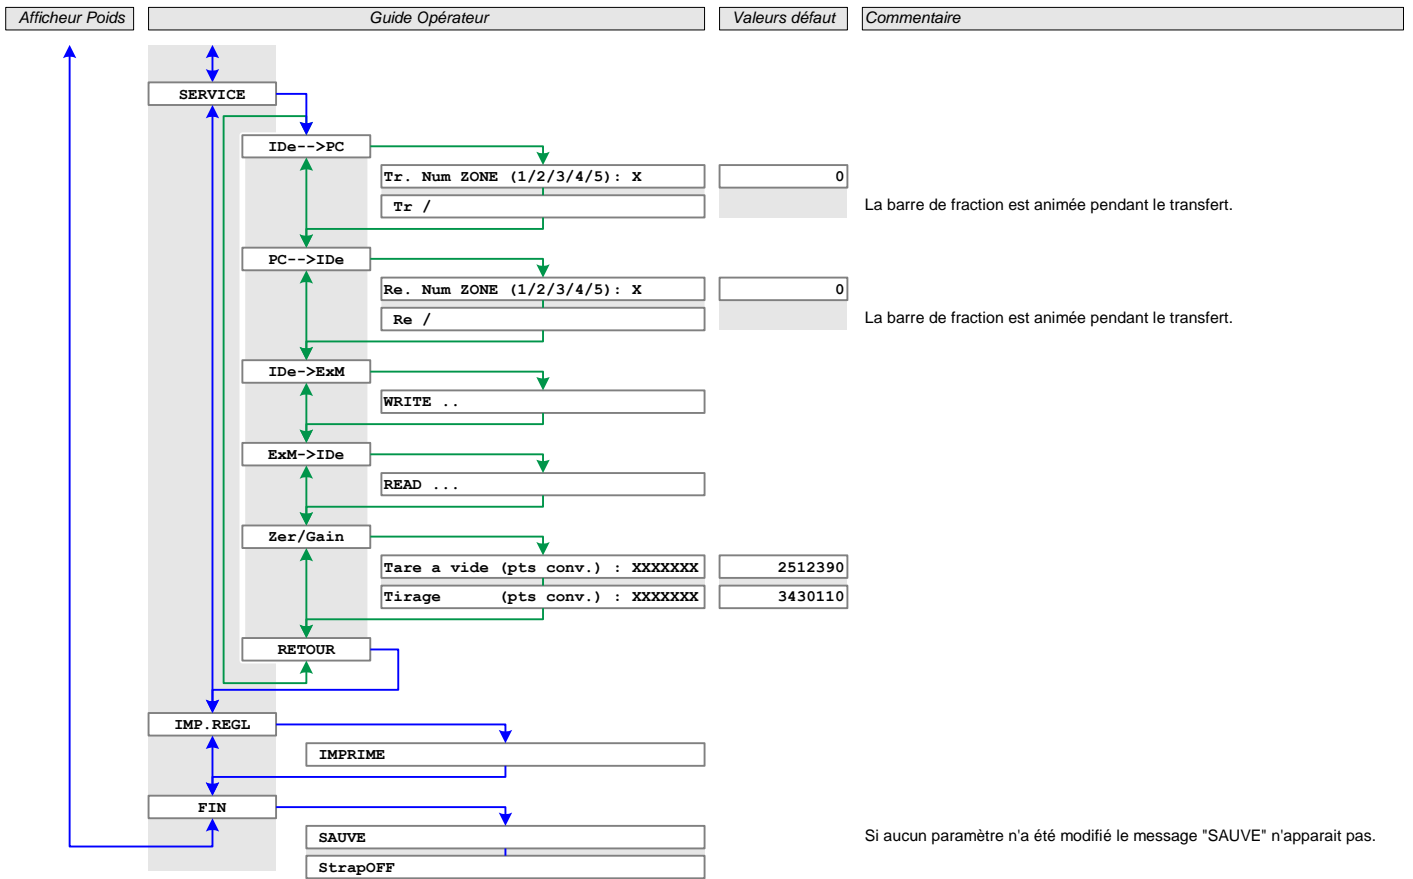 Afficheur Poids Guide Opérateur Valeurs défaut Commentaire
SERVICE
IDe-->PC
Tr. Num ZONE (1/2/3/4/5): X 0
Tr / La barre de fraction est animée pendant le transfert.
PC-->IDe
Re. Num ZONE (1/2/3/4/5): X 0
Re / La barre de fraction est animée pendant le transfert.
IDe->ExM
WRITE ..
ExM->IDe
READ ...
Zer/Gain
Tare a vide (pts conv.) : XXXXXXX 2512390
Tirage (pts conv.) : XXXXXXX 3430110
RETOUR
IMP.REGL
IMPRIME
FIN
SAUVE Si aucun paramètre n'a été modifié le message "SAUVE" n'apparait pas.
StrapOFF